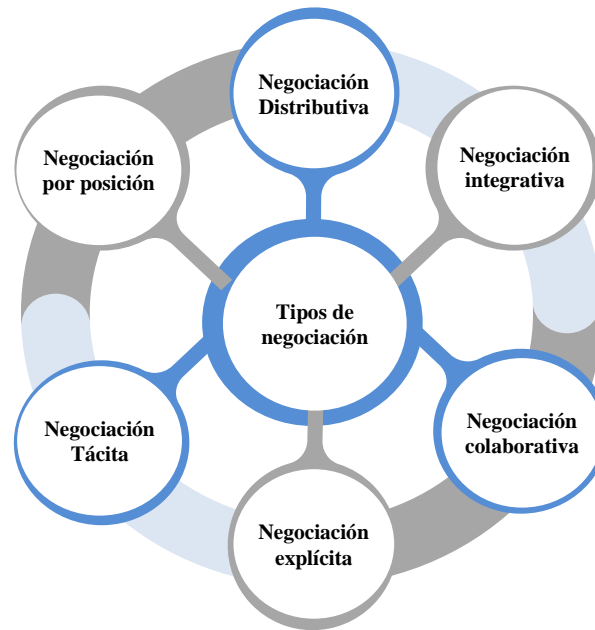 Negociación
Distributiva
Negociación
integrativa
Negociación
colaborativa
Negociación
explícita
Negociación
Tácita
Negociación
por posición
Tipos de
negociación